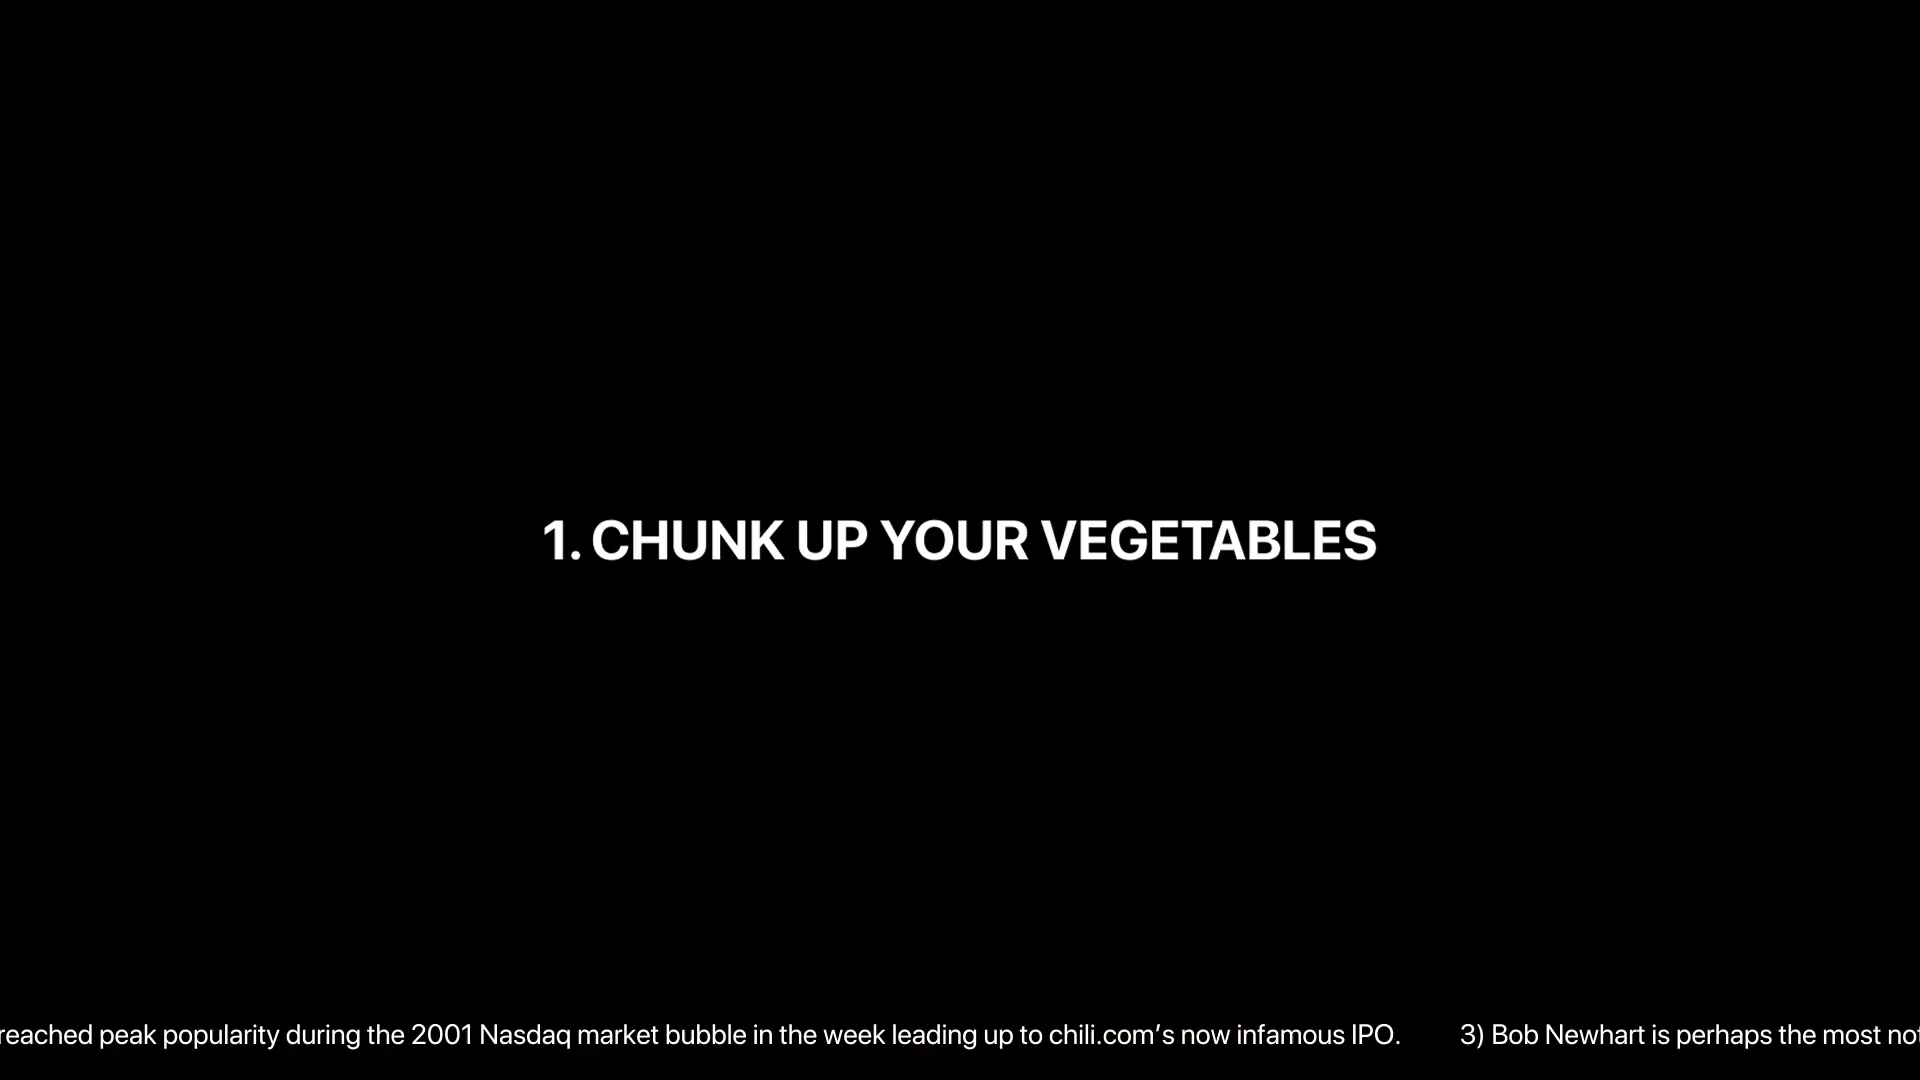 1. CHUNK UP YOUR VEGETABLES
reached peak popularity during the 2001 Nasdaq market bubble in the week leading up to chili.com’s now infamous IPO. 3) Bob Newhart is perhaps the most